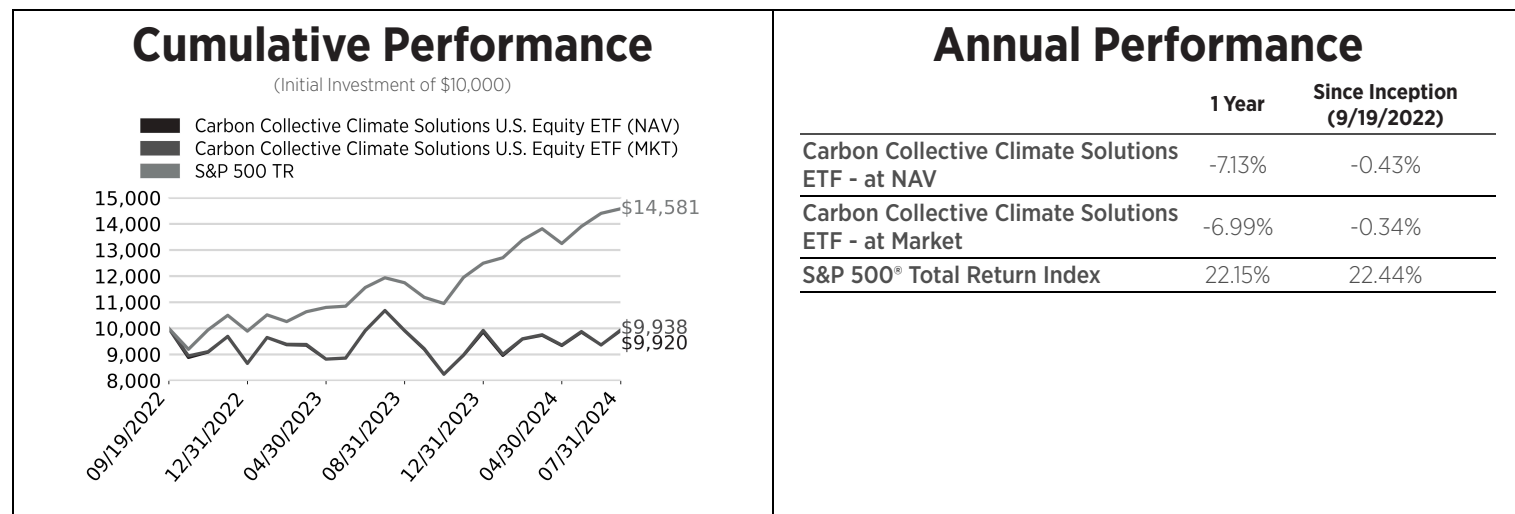 Cumulative Performance
(Initial Investment of $10,000)
Carbon Collective Climate Solutions U.S. Equity ETF (NAV)
Carbon Collective Climate Solutions U.S. Equity ETF (MKT)
S&P 500 TR
15,000
14,000
13,000
12,000
11,000
10,000
9,000
8,000
$14,581
$9,938
$9,920
09/19/2022
12/31/2022
04/30/2023
08/31/2023
12/31/2023
04/30/2024
07/31/2024
Annual Performance
1 Year
Since Inception
(9/19/2022)
Carbon Collective Climate Solutions
ETF - at NAV
-7.13%
-0.43%
Carbon Collective Climate Solutions
ETF - at Market
-6.99%
-0.34%
S&P 500® Total Return Index
22.15%
22.44%